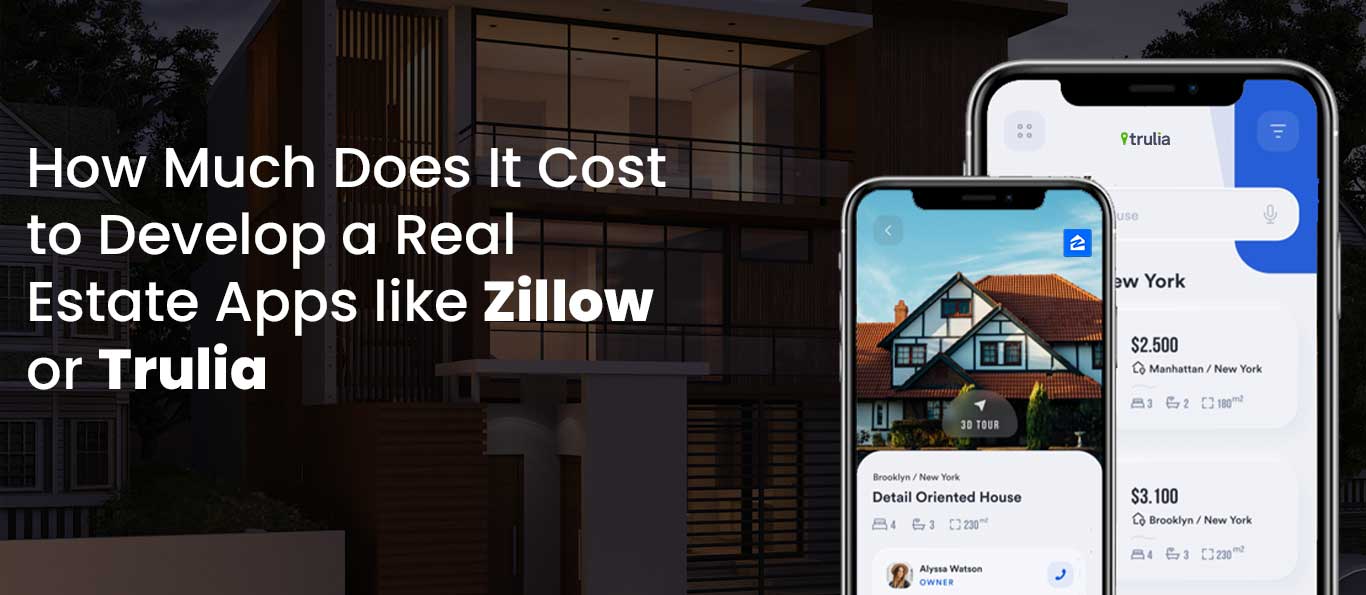 How Much Does It Cost
to Develop a Real
Estate Apps like Zillow
or Trulia
trulia
ew York
$2.500
Manhattan / New York
3 2 180m²
$3.100
Brooklyn / New York
4 3 230m²
3D TOUR
Brooklyn / New York
Detail Oriented House
4 3 230m²
Alyssa Watson
OWNER